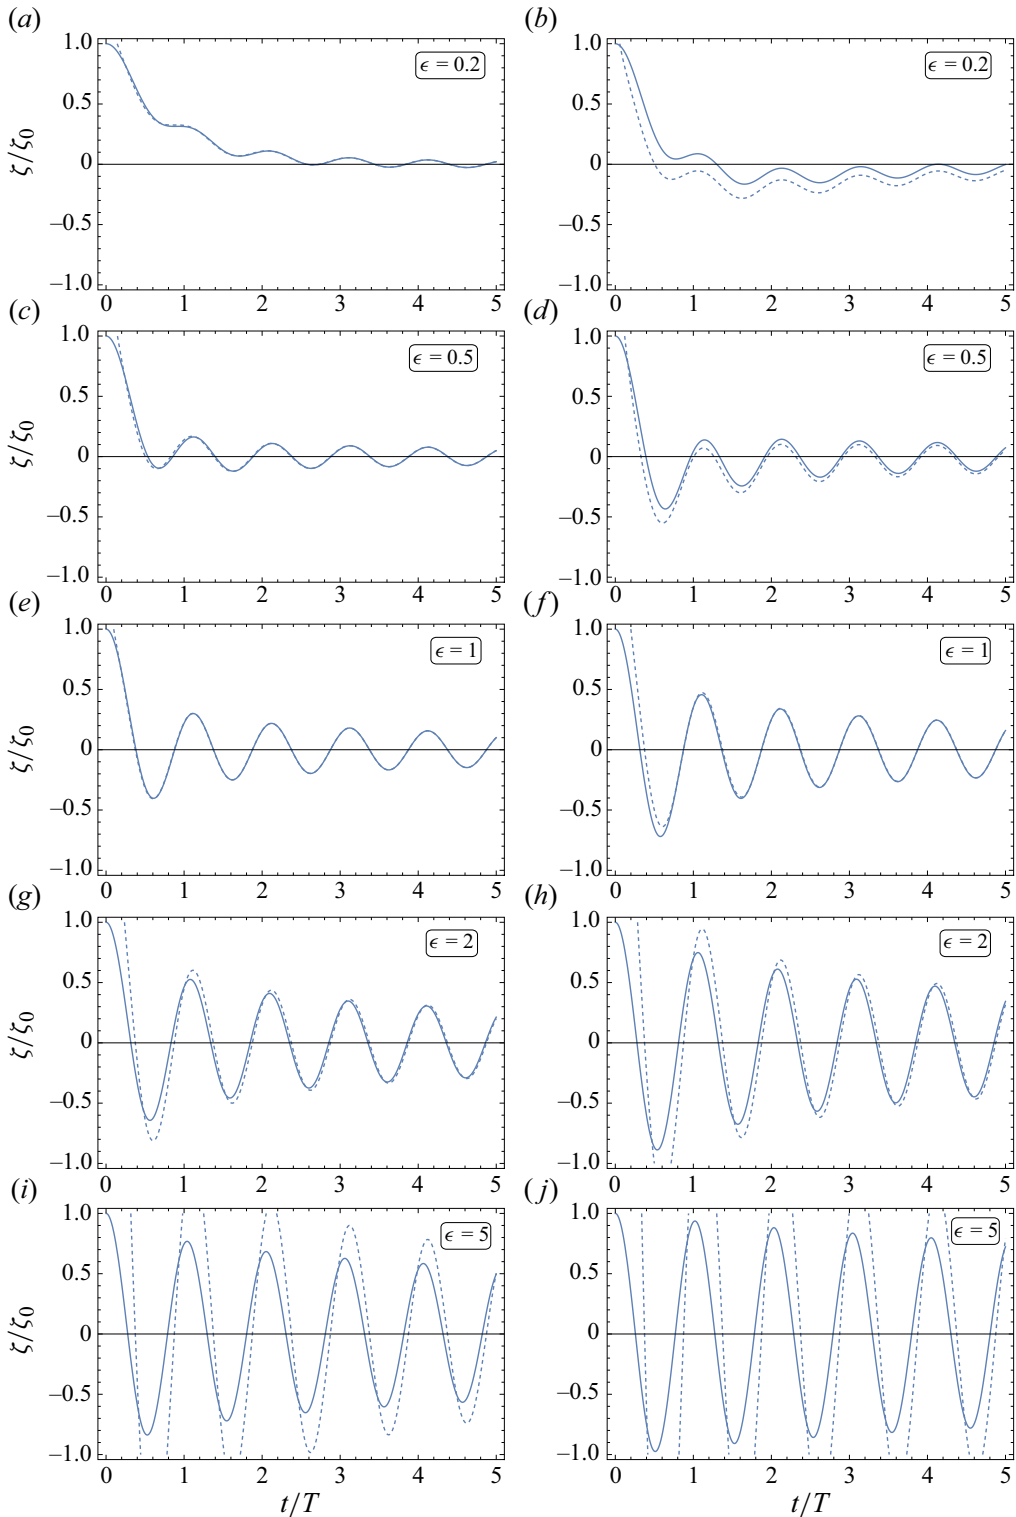 (a) (b)
1.0 0.5 0 –0.5 –1.0 ζ/ζ0 ϵ = 0.2 0 1 2 3 4 5
1.0 0.5 0 –0.5 –1.0 ϵ = 0.2 0 1 2 3 4 5
(c) (d)
1.0 0.5 0 –0.5 –1.0 ζ/ζ0 ϵ = 0.5 0 1 2 3 4 5
1.0 0.5 0 –0.5 –1.0 ϵ = 0.5 0 1 2 3 4 5
(e) (f)
1.0 0.5 0 –0.5 –1.0 ζ/ζ0 ϵ = 1 0 1 2 3 4 5
1.0 0.5 0 –0.5 –1.0 ϵ = 1 0 1 2 3 4 5
(g) (h)
1.0 0.5 0 –0.5 –1.0 ζ/ζ0 ϵ = 2 0 1 2 3 4 5
1.0 0.5 0 –0.5 –1.0 ϵ = 2 0 1 2 3 4 5
(i) (j)
1.0 0.5 0 –0.5 –1.0 ζ/ζ0 ϵ = 5 0 1 2 3 4 5
1.0 0.5 0 –0.5 –1.0 ϵ = 5 0 1 2 3 4 5
t/T t/T